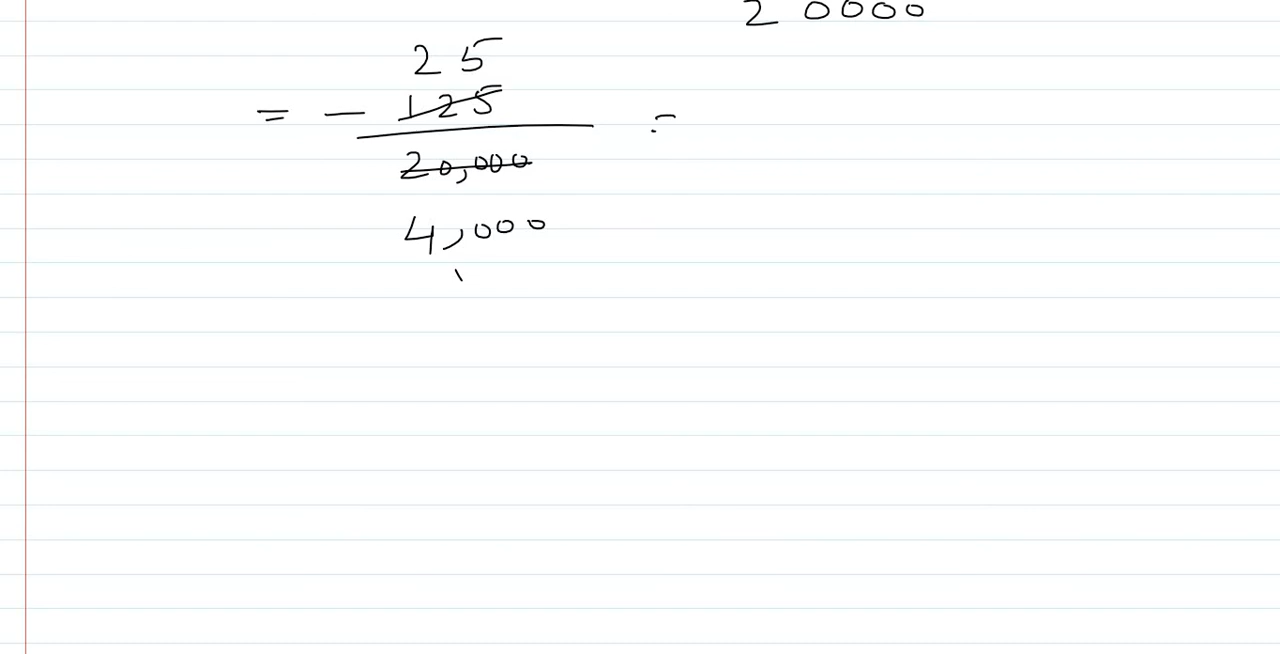 2 0000
25
= - 125 =
20,000
4,000